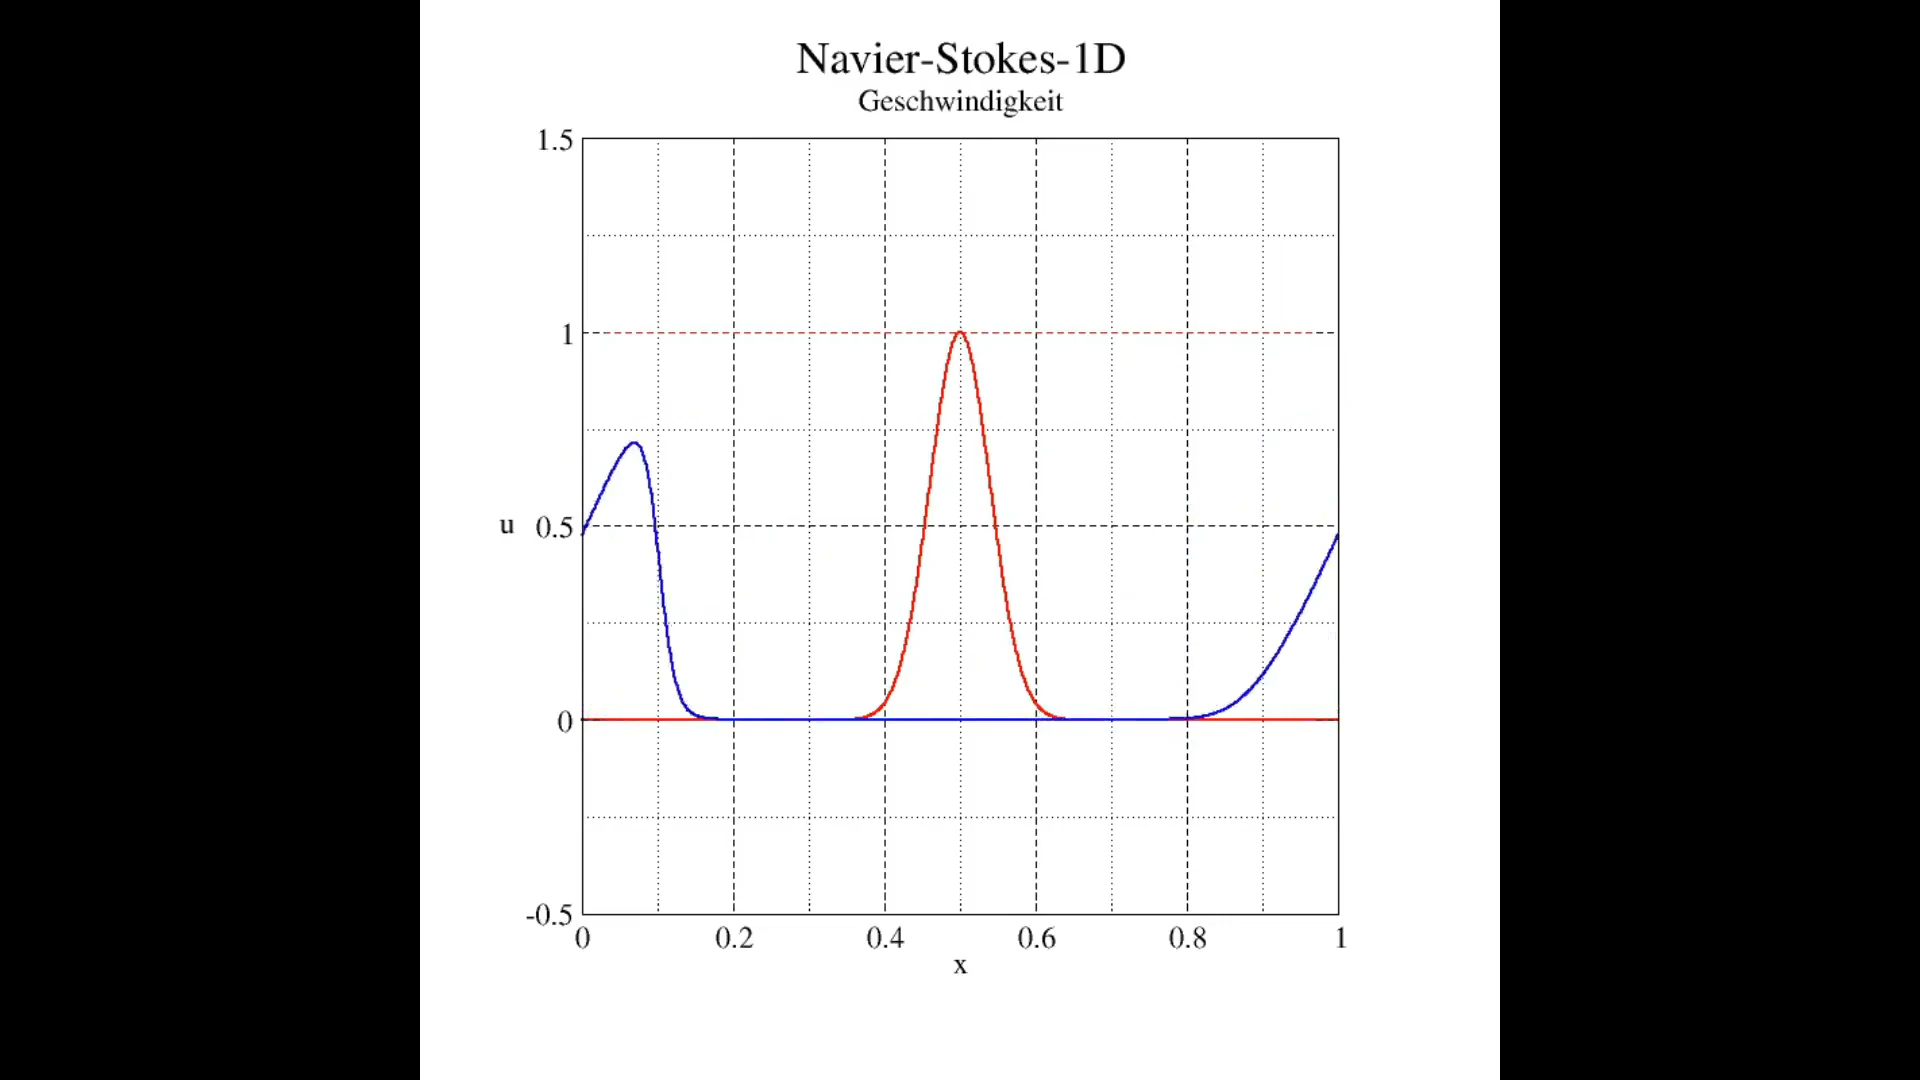 Navier-Stokes-1D
Geschwindigkeit
1.5
1
u 0.5
0
-0.5
0 0.2 0.4 0.6 0.8 1
x